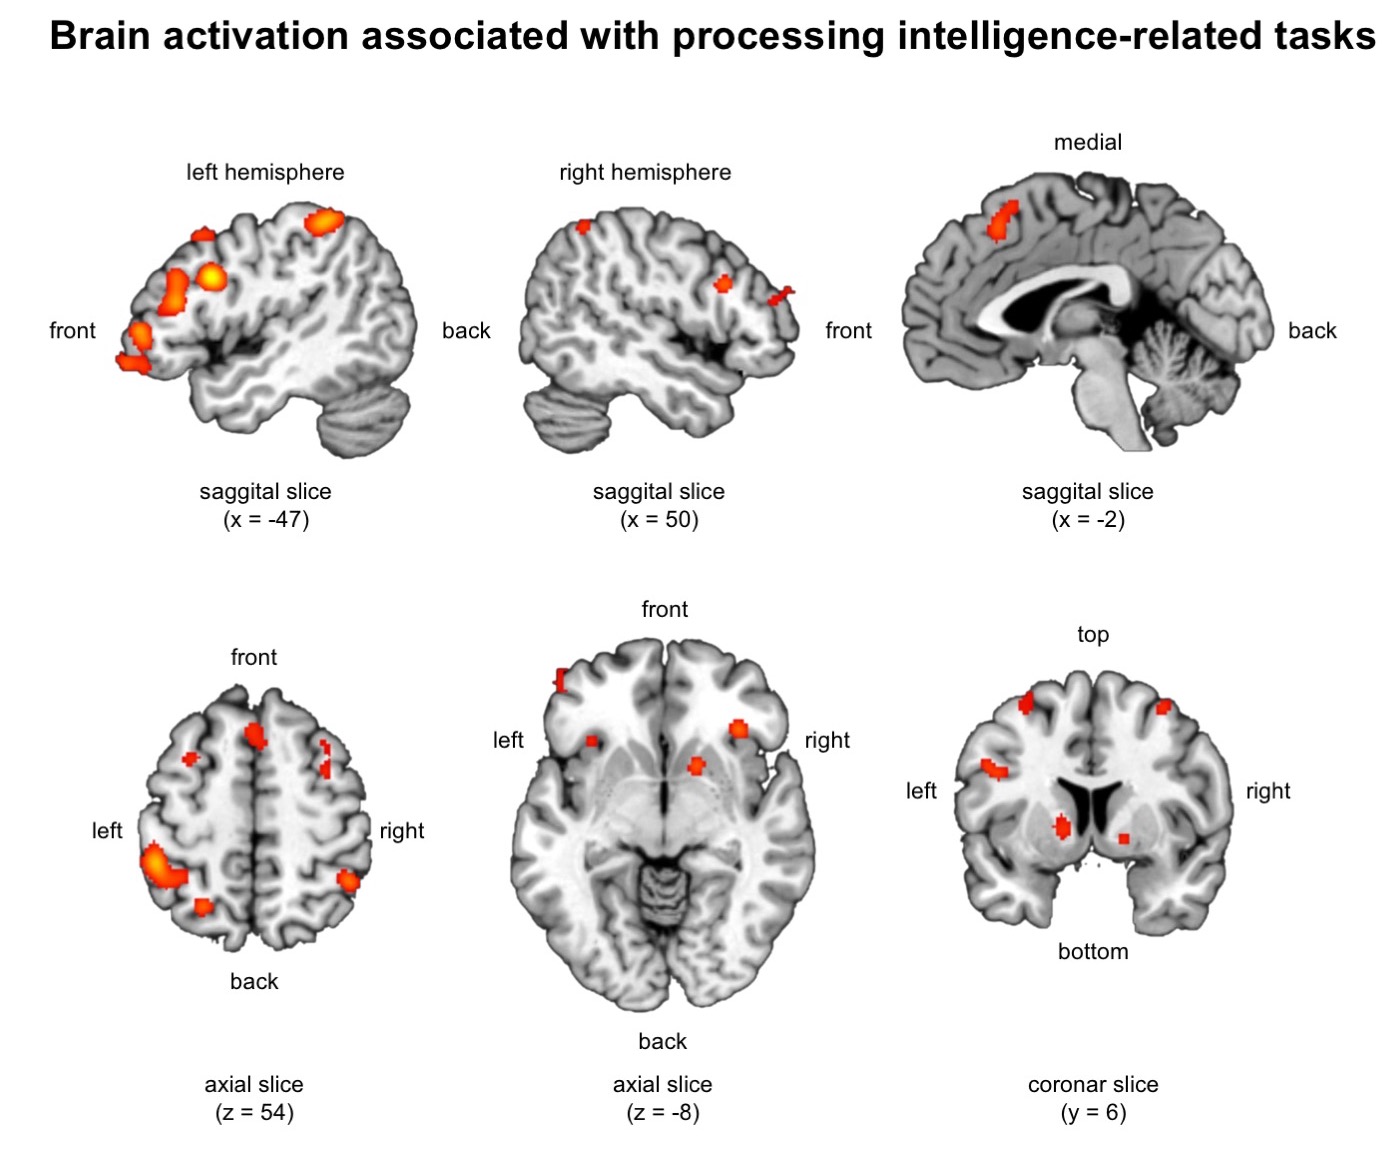 Brain activation associated with processing intelligence-related tasks
left hemisphere
right hemisphere
medial
front
back
front
back
saggital slice
(x = -47)
saggital slice
(x = 50)
saggital slice
(x = -2)
front
left
right
back
axial slice
(z = 54)
front
left
right
back
axial slice
(z = -8)
top
left
right
bottom
coronar slice
(y = 6)